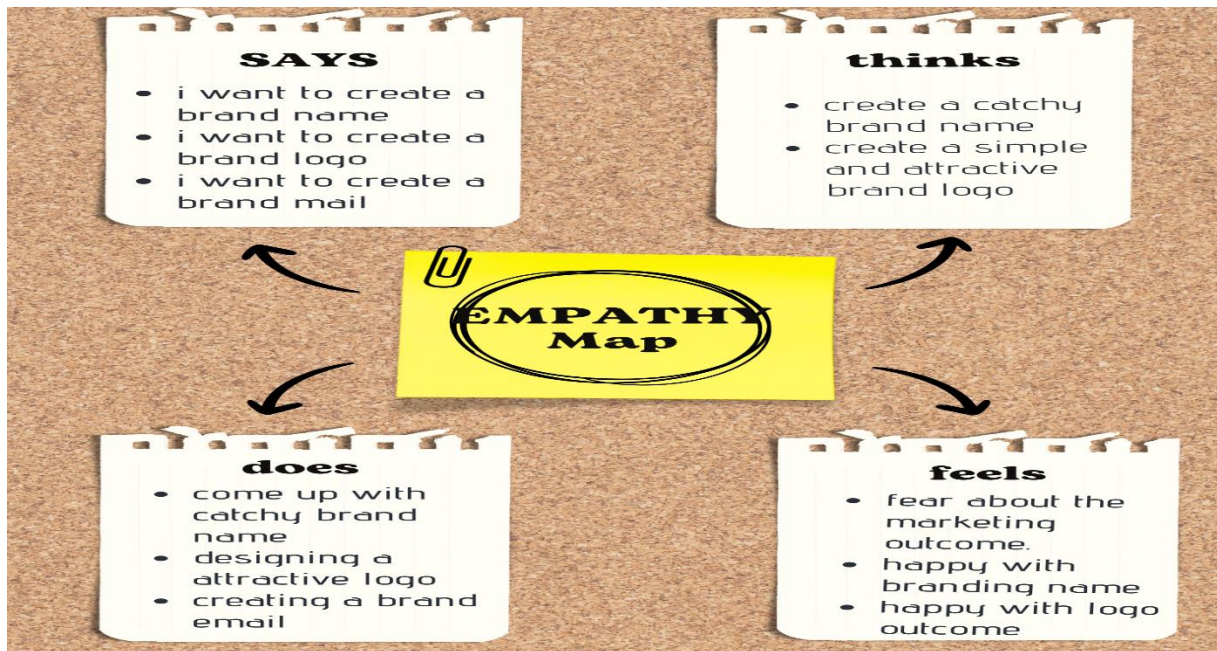 SAYS
• i want to create a
brand name
• i want to create a
brand logo
• i want to create a
brand mail
thinks
• create a catchy
brand name
• create a simple
and attractive
brand logo
EMPATHY
Map
does
• come up with
catchy brand
name
• designing a
attractive logo
• creating a brand
email
feels
• fear about the
marketing
outcome.
• happy with
branding name
• happy with logo
outcome